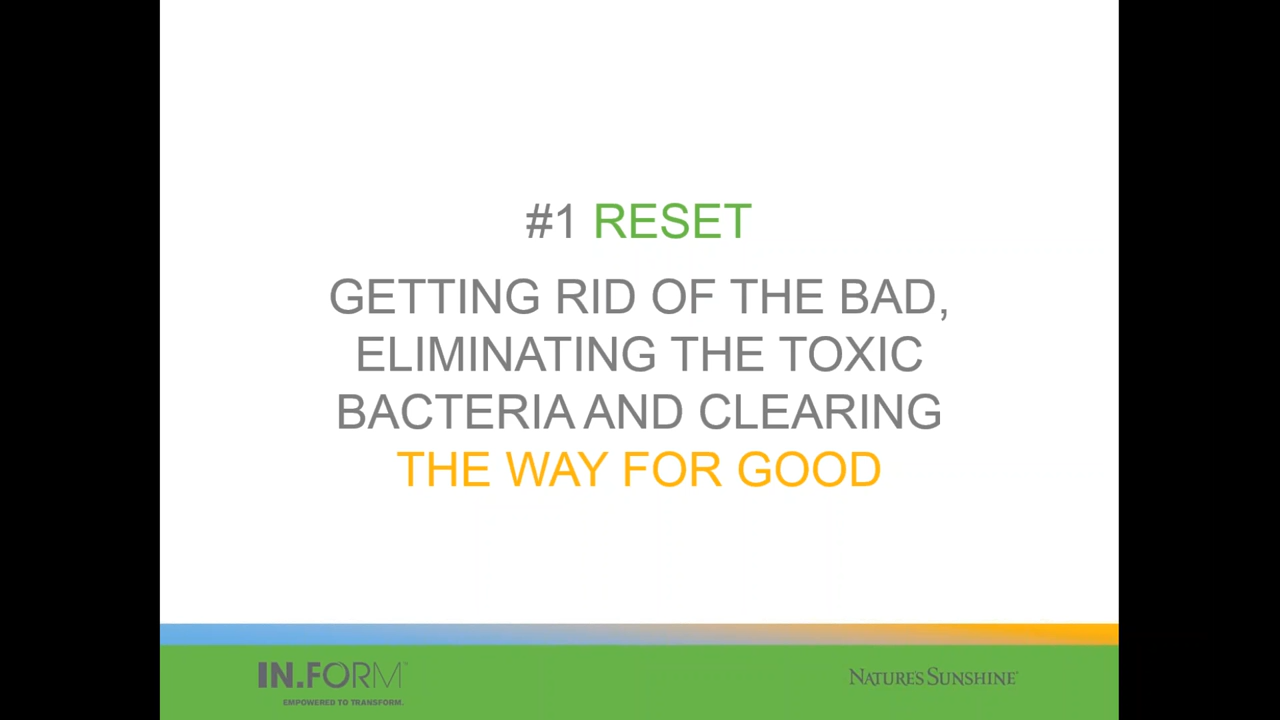 #1 RESET
GETTING RID OF THE BAD,
ELIMINATING THE TOXIC
BACTERIA AND CLEARING
THE WAY FOR GOOD
IN.FORM™
EMPOWERED TO TRANSFORM.
NATURE'S SUNSHINE®